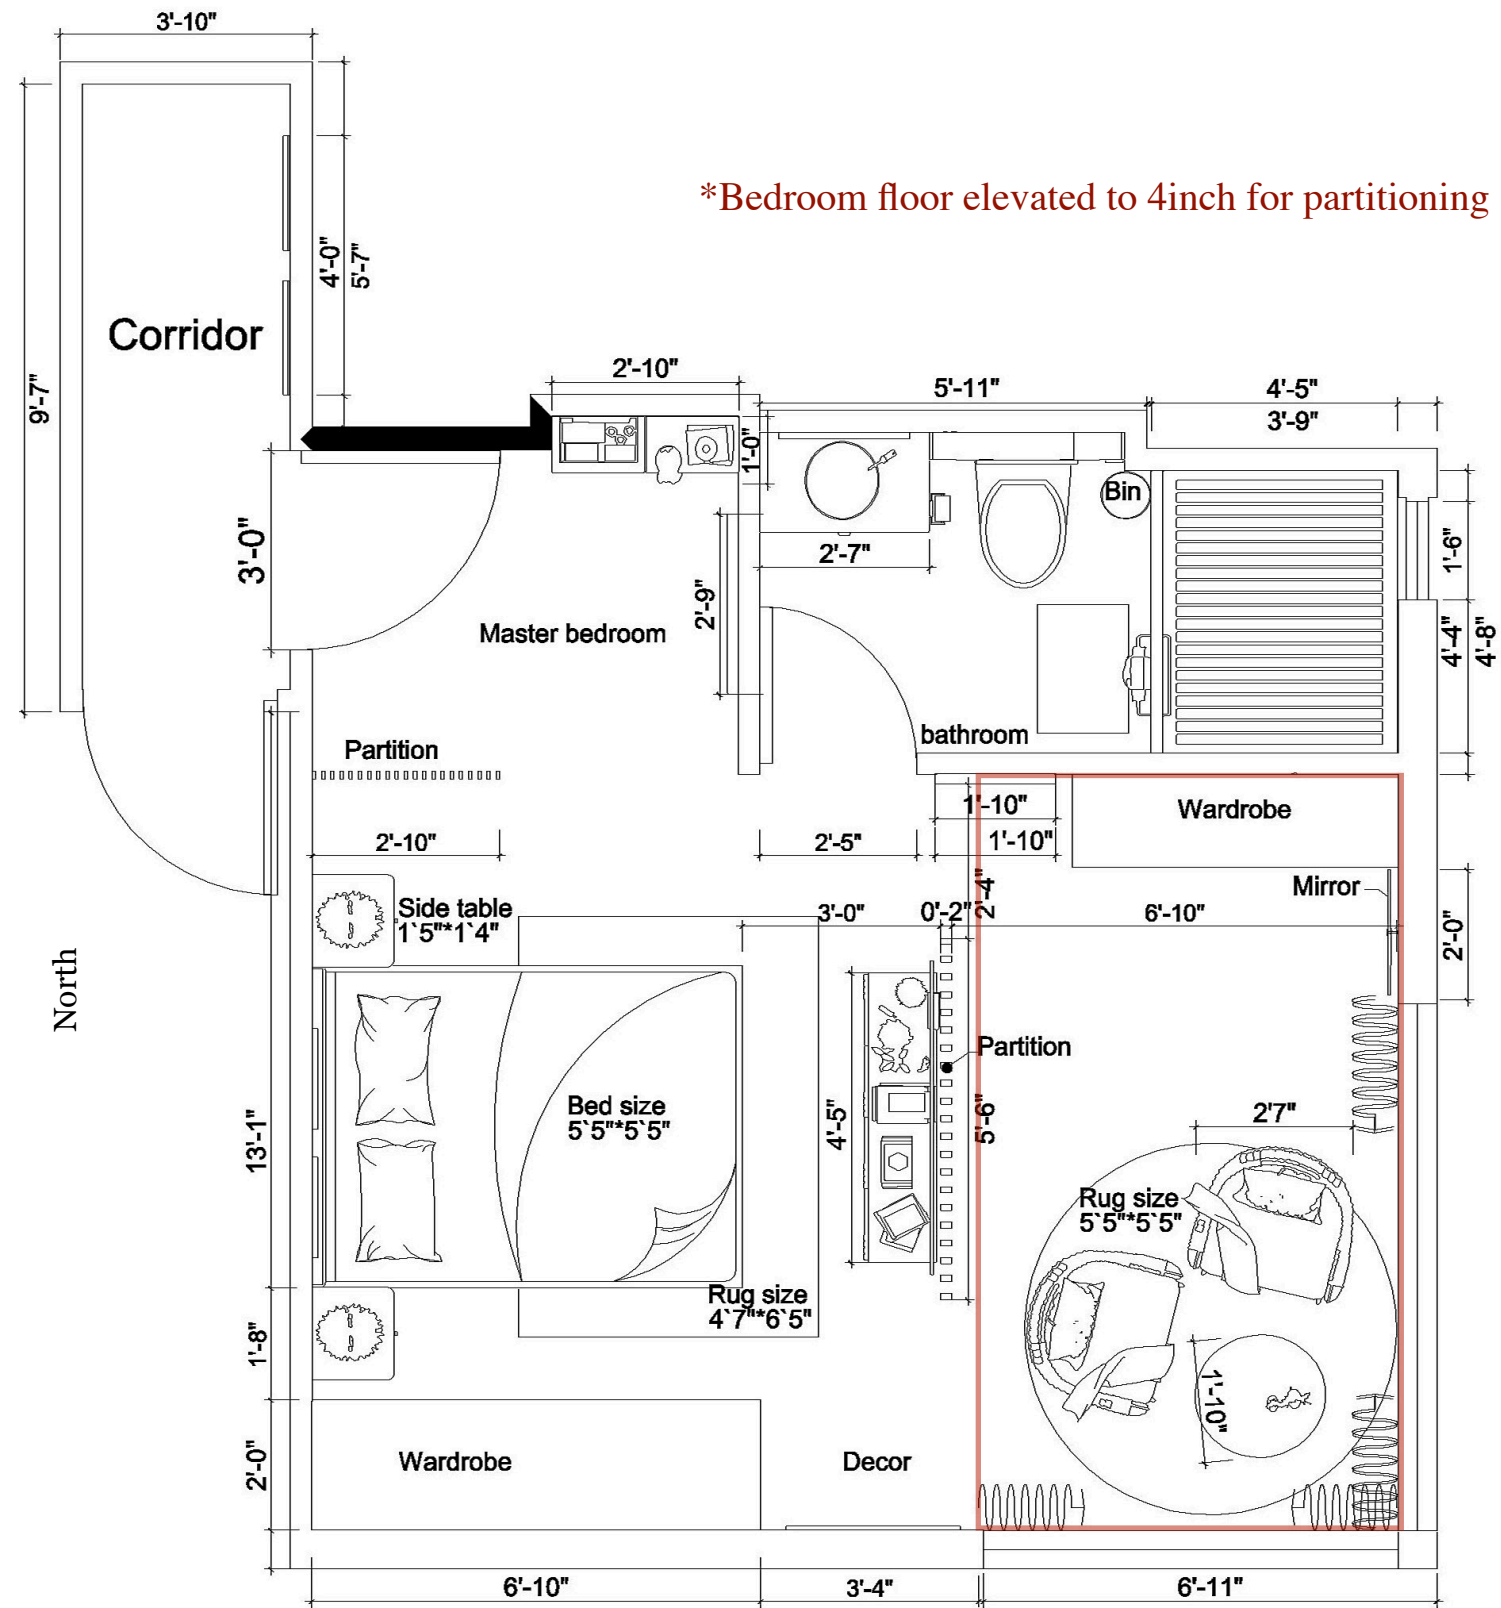 3'-10"
*Bedroom floor elevated to 4inch for partitioning
4'-0"
5'-7"
Corridor
9'-7"
2'-10"
5'-11"
4'-5"
3'-9"
1'-0"
Bin
3'-0"
2'-7"
1'-6"
2'-9"
Master bedroom
4'-4"
4'-8"
bathroom
Partition
1'-10"
Wardrobe
2'-10"
2'-5"
1'-10"
Mirror
2'-4"
Side table
1`5"*1`4"
3'-0"
0'-2"
6'-10"
2'-0"
North
Partition
Bed size
5`5"*5`5"
4'-5"
5'-6"
2'7"
13'-1"
Rug size
5`5"*5`5"
Rug size
4`7"*6`5"
1'-8"
1'-10"
2'-0"
Wardrobe
Decor
6'-10"
3'-4"
6'-11"